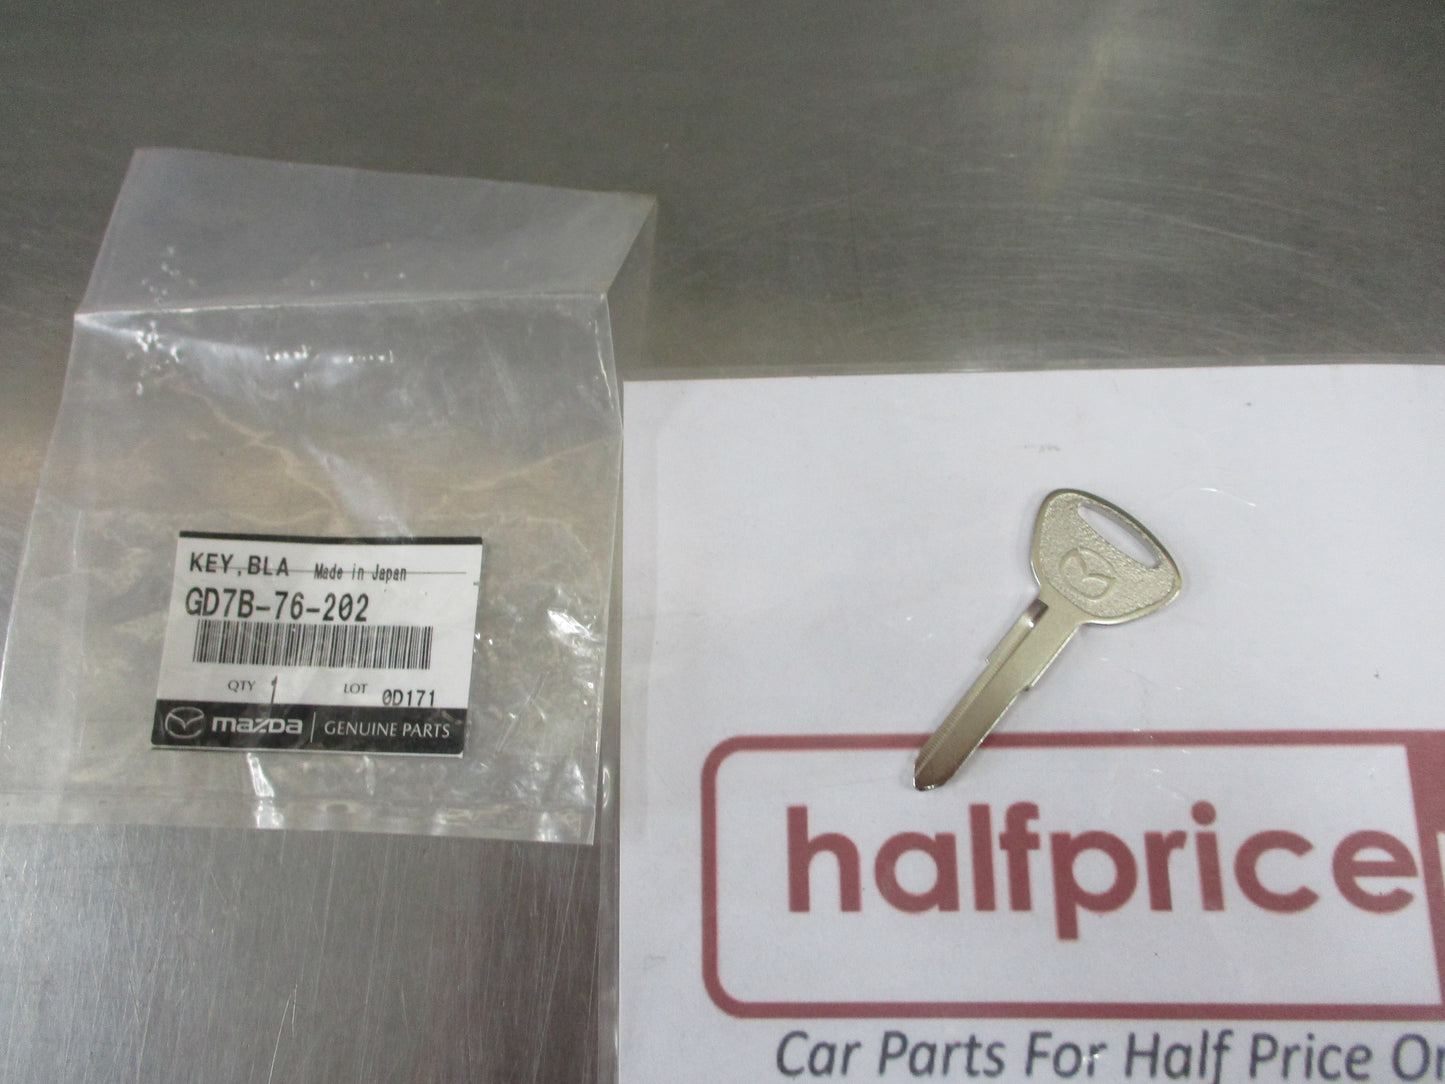 KEY,BLA Made in Japan
GD7B-76-202
QTY 1 LOT 0D171
mazda GENUINE PARTS
halfprice
Car Parts For Half Price